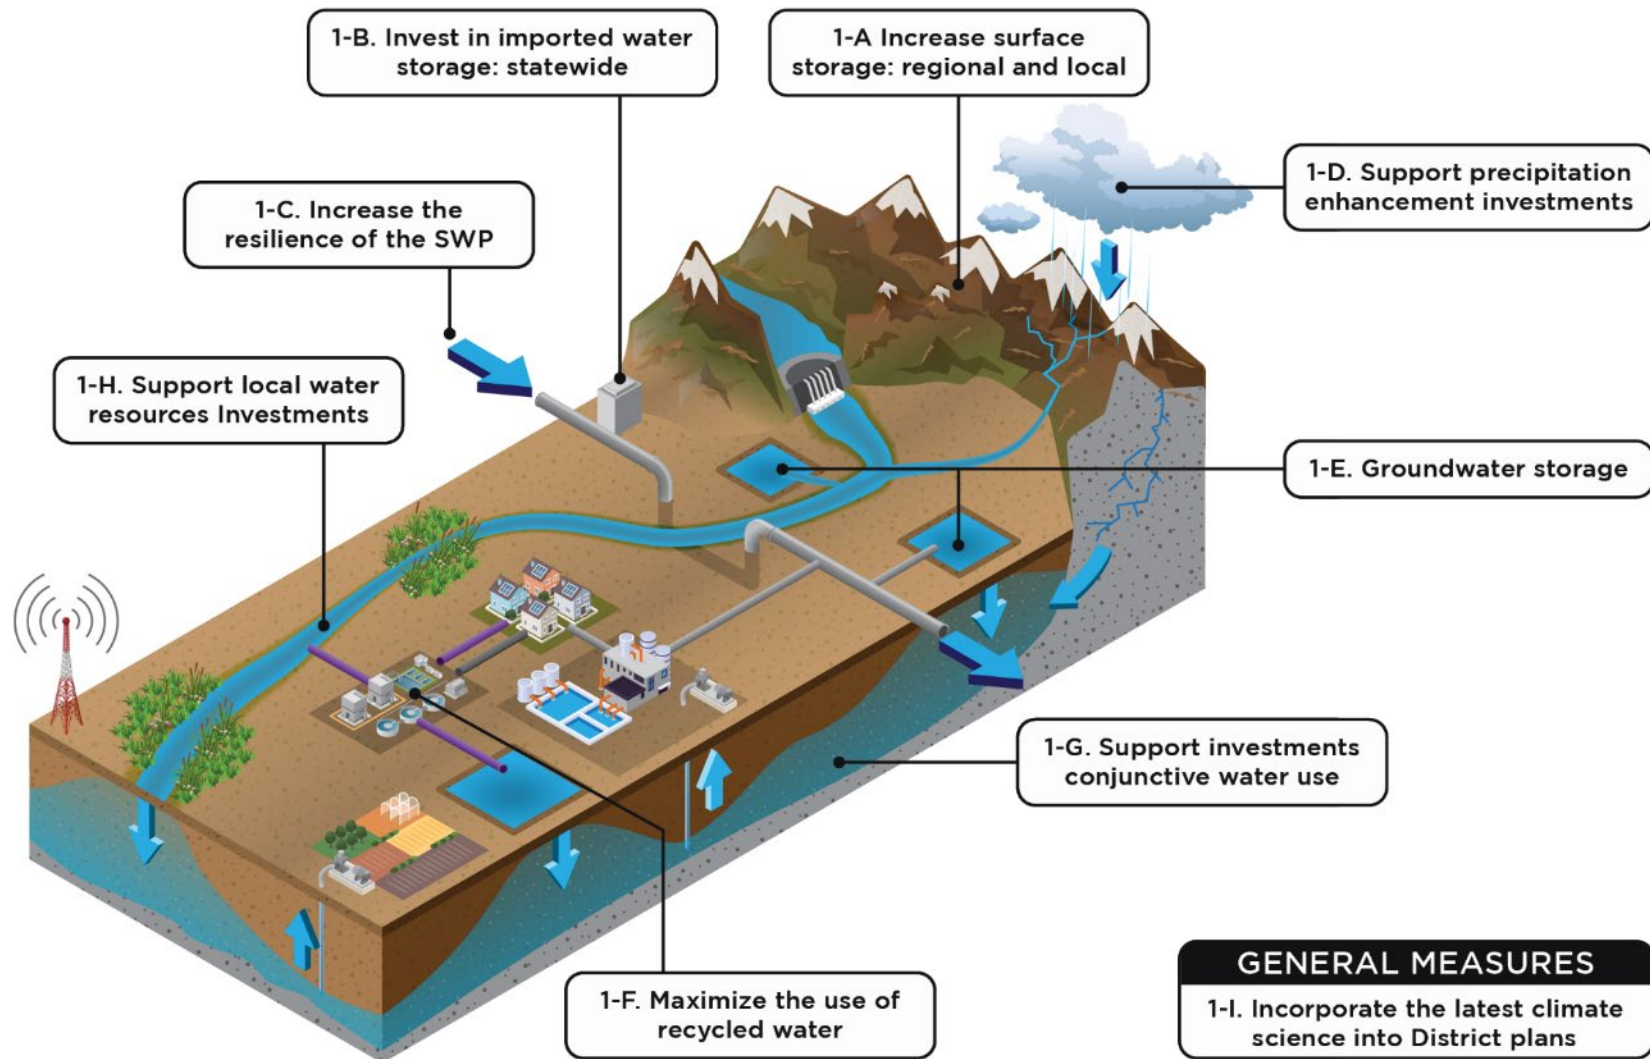 1-B. Invest in imported water
storage: statewide
1-A Increase surface
storage: regional and local
1-D. Support precipitation
enhancement investments
1-C. Increase the
resilience of the SWP
1-H. Support local water
resources Investments
1-E. Groundwater storage
1-G. Support investments
conjunctive water use
1-F. Maximize the use of
recycled water
GENERAL MEASURES
1-I. Incorporate the latest climate
science into District plans